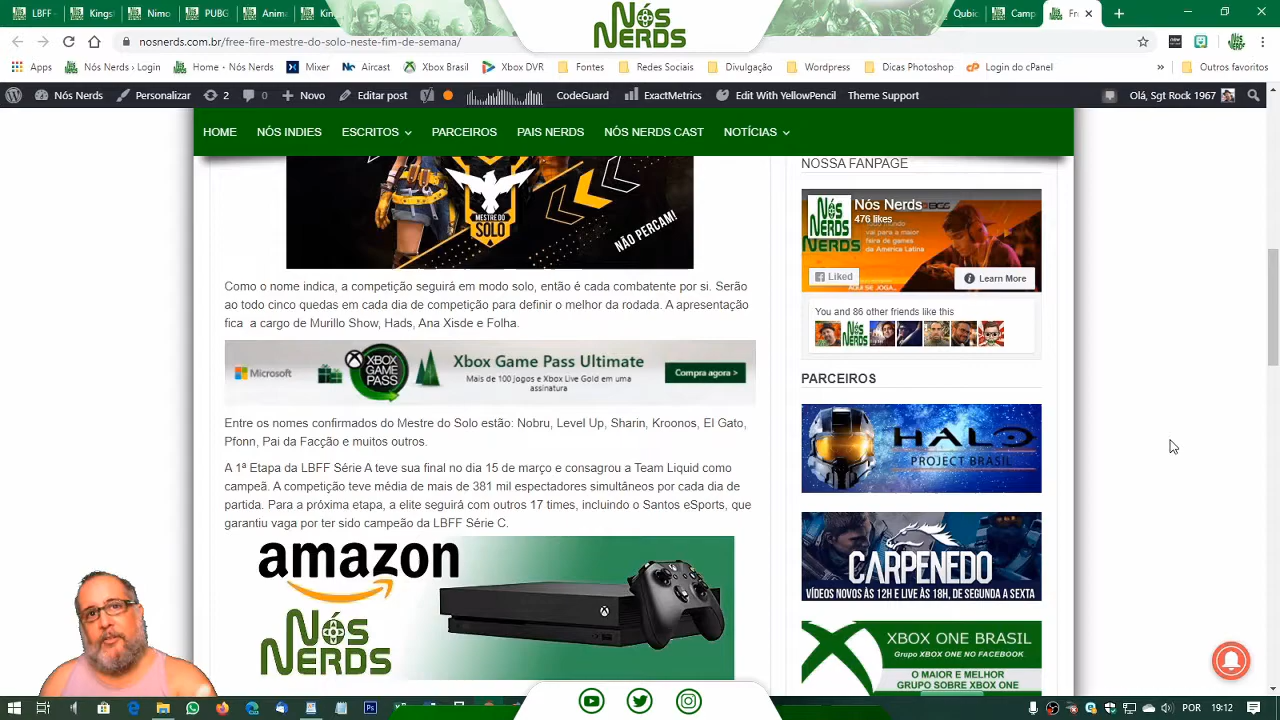 Nós
NERDS
nosnerds.com.br/free-fire-mestre-do-solo-neste-fim-de-semana/
Apps
Nós Nerds › Login
Home - Nós Nerds
Mixer
Aircast
Xbox Brasil
Xbox DVR
Fontes
Redes Sociais
Divulgação
Wordpress
Dicas Photoshop
Login do cPanel
»
Outros favoritos
Nós Nerds
Personalizar
2
0
Novo
Editar post
CodeGuard
ExactMetrics
Edit With YellowPencil
Theme Support
Olá, Sgt Rock 1967
HOME
NÓS INDIES
ESCRITOS
PARCEIROS
PAIS NERDS
NÓS NERDS CAST
NOTÍCIAS
MESTRE DO
SOLO
NÃO PERCAM!
Como o nome diz, a competição seguirá em modo solo, então é cada combatente por si. Serão
ao todo cinco quedas em cada dia de competição para definir o melhor da rodada. A apresentação
fica a cargo de Murillo Show, Hads, Ana Xisde e Folha.
Microsoft
XBOX
GAME
PASS
Xbox Game Pass Ultimate
Mais de 100 jogos e Xbox Live Gold em uma
assinatura
Compra agora >
Entre os nomes confirmados do Mestre do Solo estão: Nobru, Level Up, Sharin, Kroonos, El Gato,
Pfonn, Pai da Facção e muitos outros.
LBFF Série A teve sua final no dia 15 de março e consagrou a Team Liquid como
A competição teve média de mais de 381 mil espectadores simultâneos por cada dia de
partida. Para a próxima etapa, a elite seguirá com outros 17 times, incluindo o Santos eSports, que
garantiu vaga por ter sido campeão da LBFF Série C.
amazon
Nós
NERDS
NOSSA FANPAGE
Nós Nerds
476 likes
vai para a maior
feira de games
da América Latina
Liked
Learn More
AQUI SE JOGA...
You and 86 other friends like this
PARCEIROS
HALO
PROJECT BRASIL
CARPENEDO
VÍDEOS NOVOS ÀS 12H E LIVE ÀS 18H, DE SEGUNDA A SEXTA
XBOX ONE BRASIL
Grupo XBOX ONE NO FACEBOOK
O MAIOR E MELHOR
GRUPO SOBRE XBOX ONE
POR
19:12